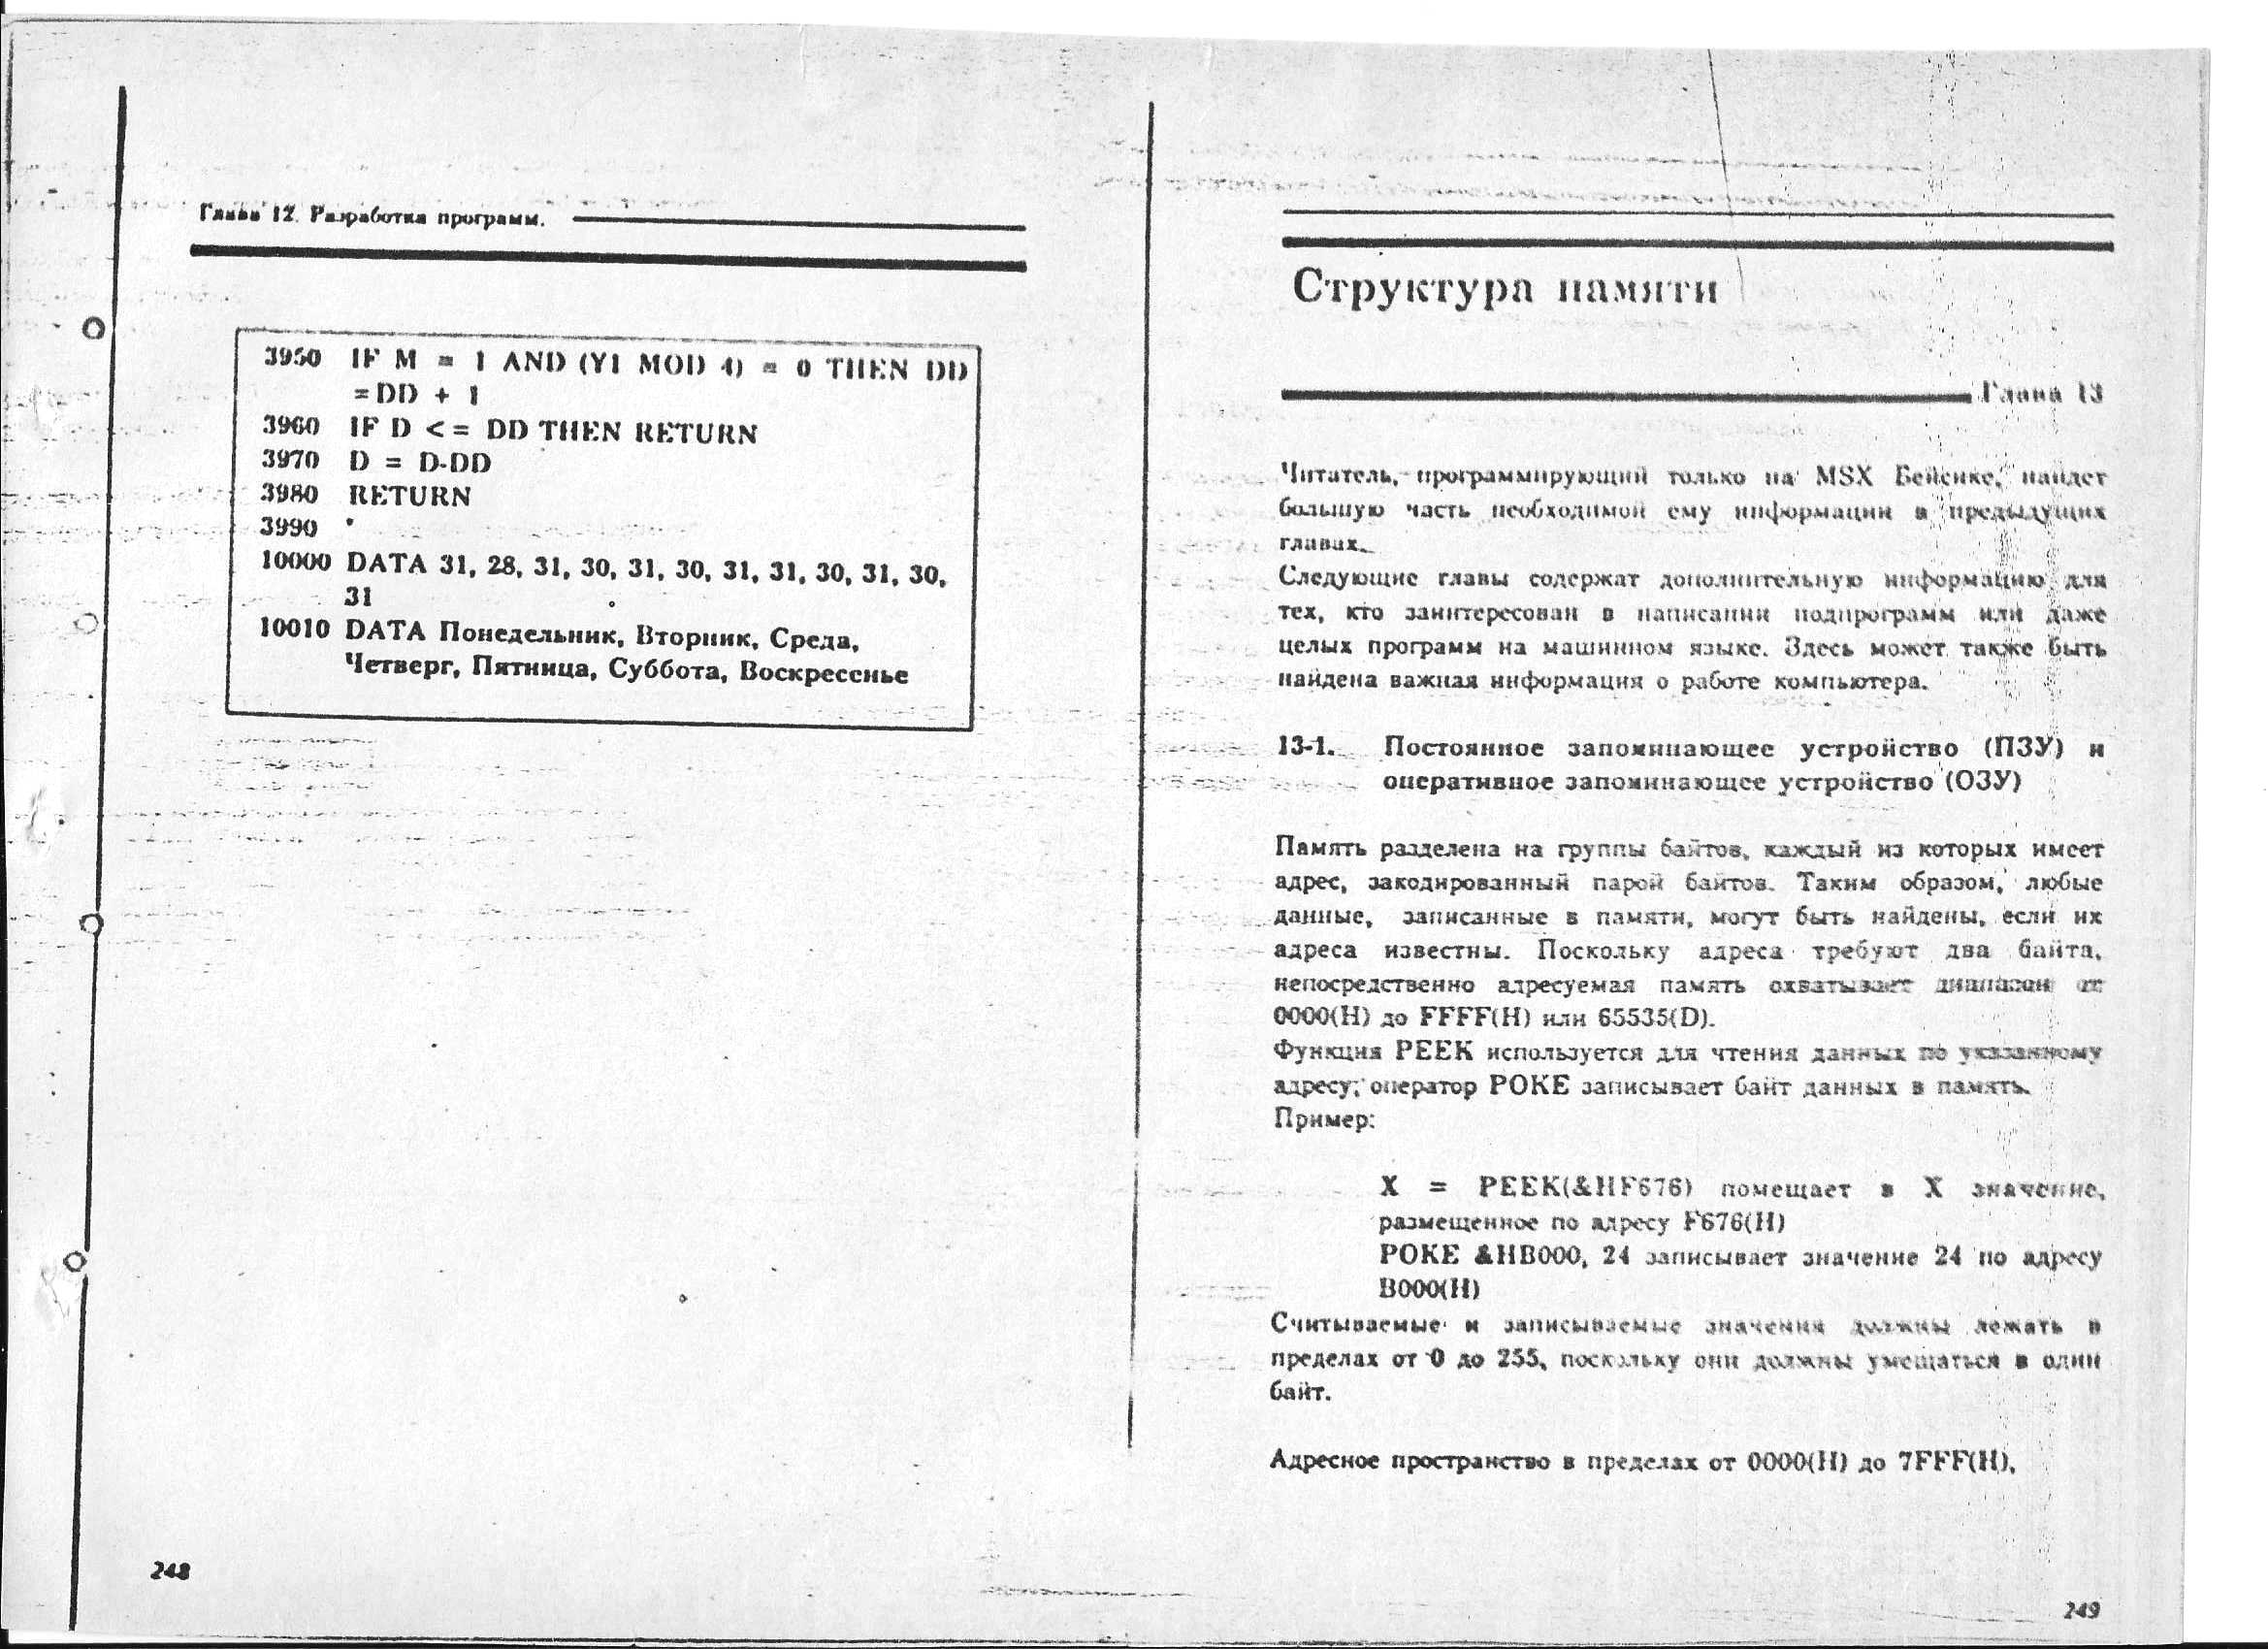 Глава 12. Разработка программ.
3950 IF M = 1 AND (Y1 MOD 4) = 0 THEN DD
=DD + 1
3960 IF D <= DD THEN RETURN
3970 D = D-DD
3980 RETURN
3990 '
10000 DATA 31, 28, 31, 30, 31, 30, 31, 31, 30, 31, 30,
31
10010 DATA Понедельник, Вторник, Среда,
Четверг, Пятница, Суббота, Воскресенье
248
Структура памяти
Глава 13
Читатель, программирующий только на MSX Бейсике, найдет
большую часть необходимой ему информации в предыдущих
главах.
Следующие главы содержат дополнительную информацию для
тех, кто заинтересован в написании подпрограмм или даже
целых программ на машинном языке. Здесь может также быть
найдена важная информация о работе компьютера.
13-1. Постоянное запоминающее устройство (ПЗУ) и
оперативное запоминающее устройство (ОЗУ)
Память разделена на группы байтов, каждый из которых имеет
адрес, закодированный парой байтов. Таким образом, любые
данные, записанные в памяти, могут быть найдены, если их
адреса известны. Поскольку адреса требуют два байта,
непосредственно адресуемая память охватывает диапазон от
0000(H) до FFFF(H) или 65535(D).
Функция PEEK используется для чтения данных по указанному
адресу; оператор POKE записывает байт данных в память.
Пример:
X = PEEK(&HF676) помещает в X значение,
размещенное по адресу F676(H)
POKE &HB000, 24 записывает значение 24 по адресу
B000(H)
Считываемые и записываемые значения должны лежать в
пределах от 0 до 255, поскольку они должны умещаться в один
байт.
Адресное пространство в пределах от 0000(H) до 7FFF(H),
249